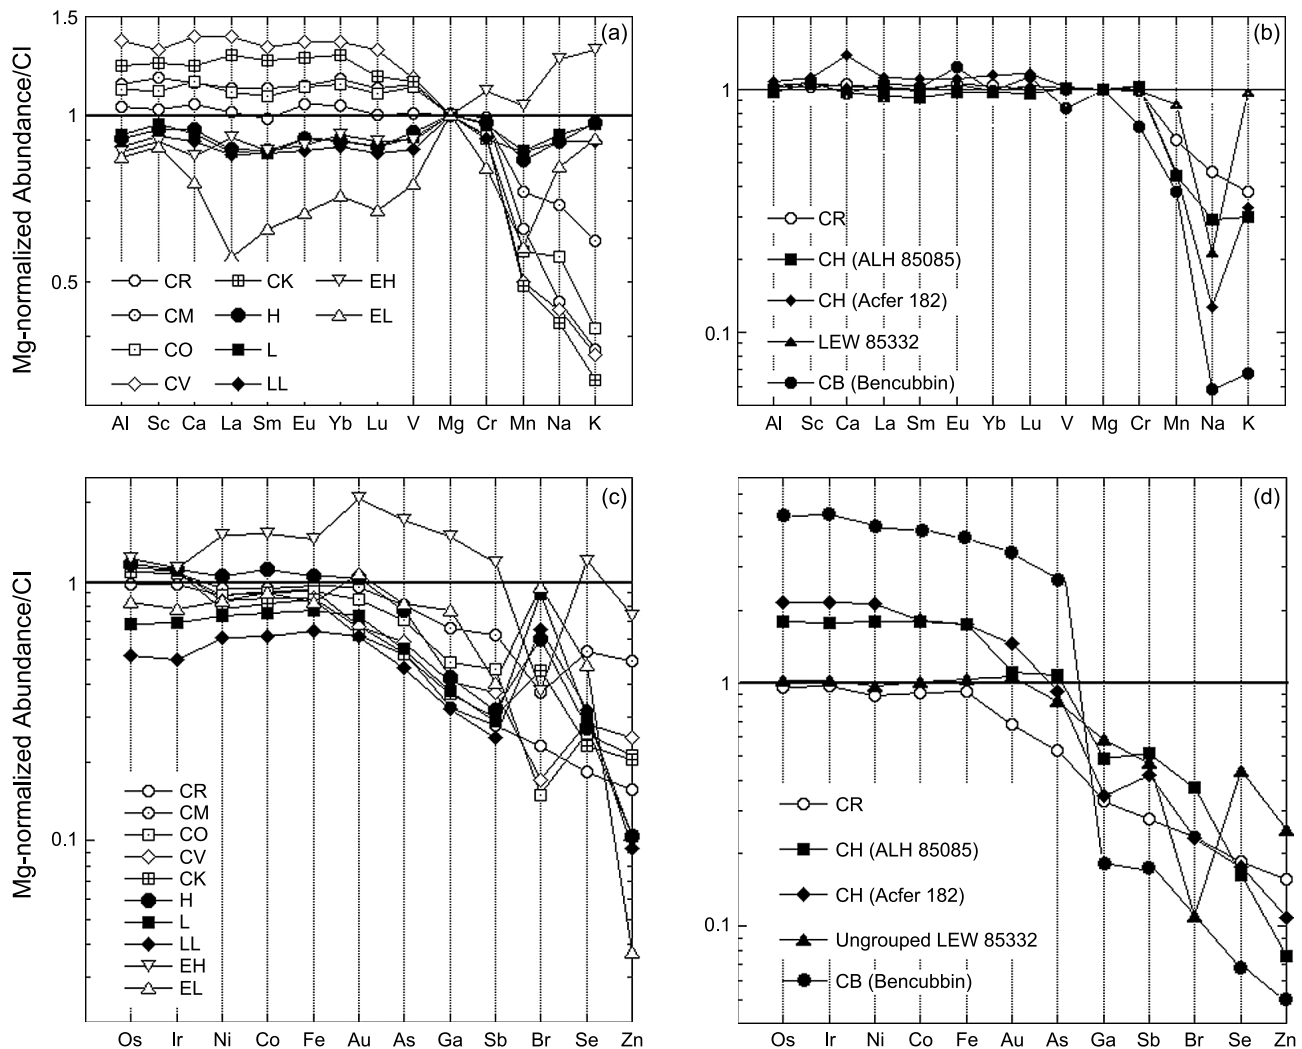 Mg-normalized Abundance/CI
1.5
1
0.5
(a)
CR
CK
EH
CM
H
EL
CO
L
CV
LL
Al Sc Ca La Sm Eu Yb Lu V Mg Cr Mn Na K
(b)
1
0.1
CR
CH (ALH 85085)
CH (Acfer 182)
LEW 85332
CB (Bencubbin)
Al Sc Ca La Sm Eu Yb Lu V Mg Cr Mn Na K
Mg-normalized Abundance/CI
(c)
1
0.1
CR
CM
CO
CV
CK
H
L
LL
EH
EL
Os Ir Ni Co Fe Au As Ga Sb Br Se Zn
(d)
1
0.1
CR
CH (ALH 85085)
CH (Acfer 182)
Ungrouped LEW 85332
CB (Bencubbin)
Os Ir Ni Co Fe Au As Ga Sb Br Se Zn